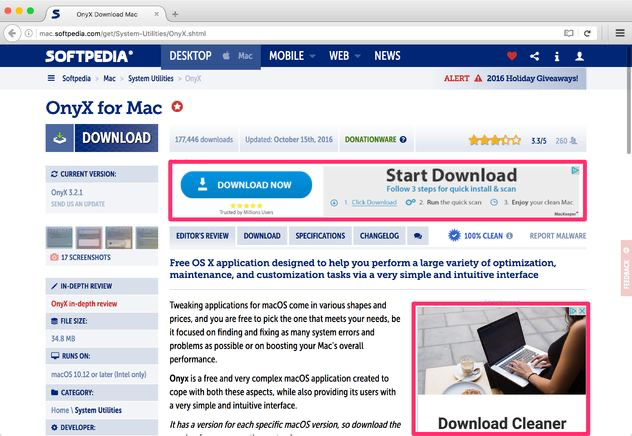 OnyX Download Mac
mac.softpedia.com/get/System-Utilities/OnyX.shtml
SOFTPEDIA®
DESKTOP
Mac
MOBILE
WEB
NEWS
Softpedia > Mac > System Utilities > OnyX
ALERT 2016 Holiday Giveaways!
OnyX for Mac
DOWNLOAD
177,446 downloads
Updated: October 15th, 2016
DONATIONWARE
3.3/5
260
CURRENT VERSION:
OnyX 3.2.1
SEND US AN UPDATE
DOWNLOAD NOW
Trusted by Millions Users
Start Download
Follow 3 steps for quick install & scan
1. Click Download
2. Run the quick scan
3. Enjoy your clean Mac
MacKeeper
17 SCREENSHOTS
EDITOR'S REVIEW
DOWNLOAD
SPECIFICATIONS
CHANGELOG
100% CLEAN
REPORT MALWARE
Free OS X application designed to help you perform a large variety of optimization,
maintenance, and customization tasks via a very simple and intuitive interface
FEEDBACK
IN-DEPTH REVIEW
OnyX in-depth review
FILE SIZE:
34.8 MB
RUNS ON:
macOS 10.12 or later (Intel only)
CATEGORY:
Home \ System Utilities
DEVELOPER:
Tweaking applications for macOS come in various shapes and
prices, and you are free to pick the one that meets your needs, be
it focused on finding and fixing as many system errors and
problems as possible or on boosting your Mac's overall
performance.
Onyx is a free and very complex macOS application created to
cope with both these aspects, while also providing its users with
a very simple and intuitive interface.
It has a version for each specific macOS version, so download the
Download Cleaner